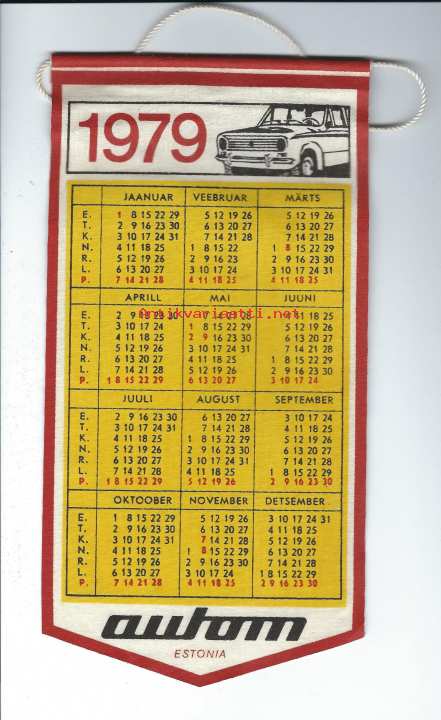 1979
JAANUAR VEEBRUAR MÄRTS
E. 1 8 15 22 29 5 12 19 26 5 12 19 26
T. 2 9 16 23 30 6 13 20 27 6 13 20 27
K. 3 10 17 24 31 7 14 21 28 7 14 21 28
N. 4 11 18 25 1 8 15 22 1 8 15 22 29
R. 5 12 19 26 2 9 16 23 2 9 16 23 30
L. 6 13 20 27 3 10 17 24 3 10 17 24 31
P. 7 14 21 28 4 11 18 25 4 11 18 25
APRILL MAI JUUNI
E. 2 9 16 23 30 7 14 21 28 4 11 18 25
T. 3 10 17 24 1 8 15 22 29 5 12 19 26
K. 4 11 18 25 2 9 16 23 30 6 13 20 27
N. 5 12 19 26 3 10 17 24 31 7 14 21 28
R. 6 13 20 27 4 11 18 25 1 8 15 22 29
L. 7 14 21 28 5 12 19 26 2 9 16 23 30
P. 1 8 15 22 29 6 13 20 27 3 10 17 24
antikvariaatti.net
JUULI AUGUST SEPTEMBER
E. 2 9 16 23 30 6 13 20 27 3 10 17 24
T. 3 10 17 24 31 7 14 21 28 4 11 18 25
K. 4 11 18 25 1 8 15 22 29 5 12 19 26
N. 5 12 19 26 2 9 16 23 30 6 13 20 27
R. 6 13 20 27 3 10 17 24 31 7 14 21 28
L. 7 14 21 28 4 11 18 25 1 8 15 22 29
P. 1 8 15 22 29 5 12 19 26 2 9 16 23 30
OKTOOBER NOVEMBER DETSEMBER
E. 1 8 15 22 29 5 12 19 26 3 10 17 24 31
T. 2 9 16 23 30 6 13 20 27 4 11 18 25
K. 3 10 17 24 31 7 14 21 28 5 12 19 26
N. 4 11 18 25 1 8 15 22 29 6 13 20 27
R. 5 12 19 26 2 9 16 23 30 7 14 21 28
L. 6 13 20 27 3 10 17 24 1 8 15 22 29
P. 7 14 21 28 4 11 18 25 2 9 16 23 30
autom
ESTONIA